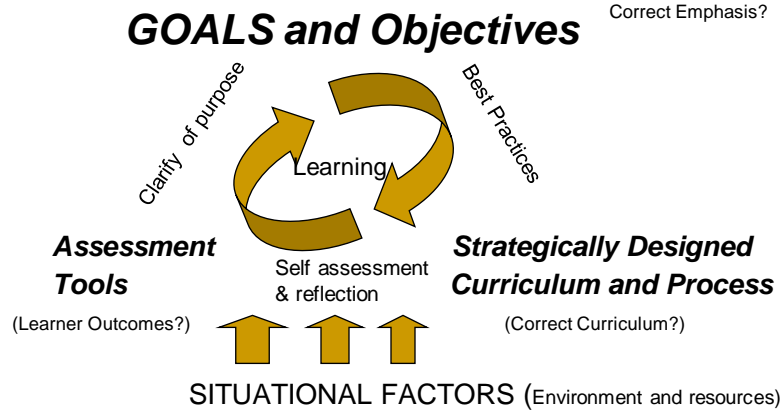 Correct Emphasis?
GOALS and Objectives
Clarify of purpose
Best Practices
Learning
Assessment
Tools
(Learner Outcomes?)
Self assessment
& reflection
Strategically Designed
Curriculum and Process
(Correct Curriculum?)
SITUATIONAL FACTORS (Environment and resources)